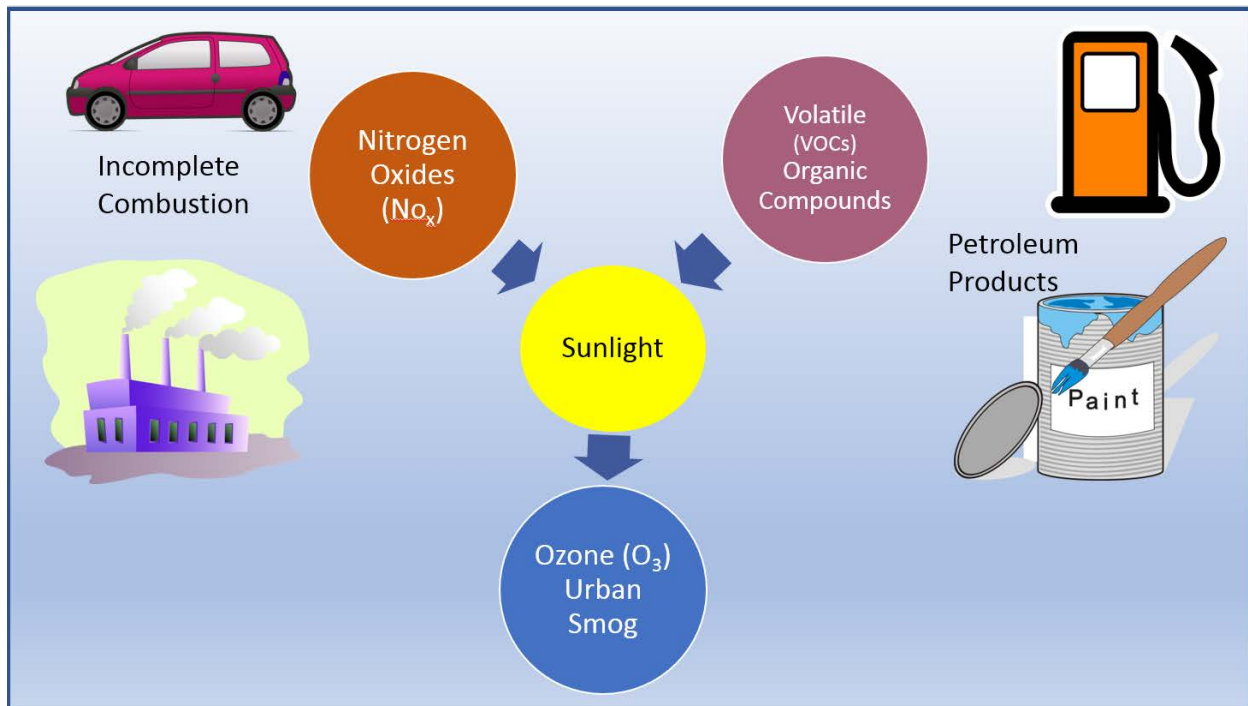 Incomplete
Combustion
Nitrogen
Oxides
(Noₓ)
Volatile
(VOCs)
Organic
Compounds
Petroleum
Products
Sunlight
Paint
Ozone (O₃)
Urban
Smog